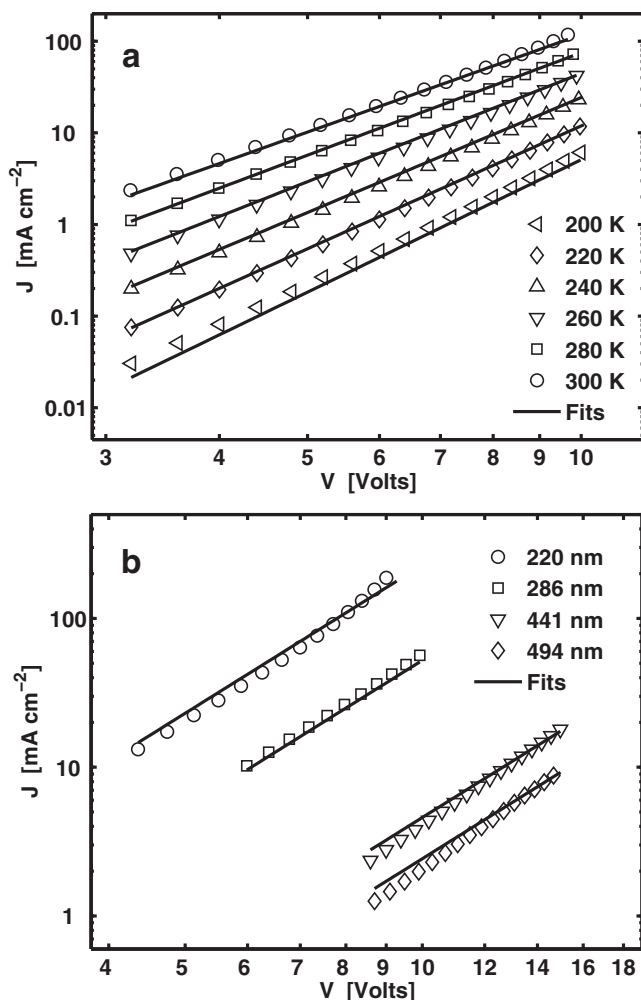 a
100
10
1
0.1
0.01
J [mA cm−2]
200 K
220 K
240 K
260 K
280 K
300 K
Fits
3 4 5 6 7 8 9 10
V [Volts]
b
100
10
1
J [mA cm−2]
220 nm
286 nm
441 nm
494 nm
Fits
4 5 6 7 8 9 10 12 14 16 18
V [Volts]